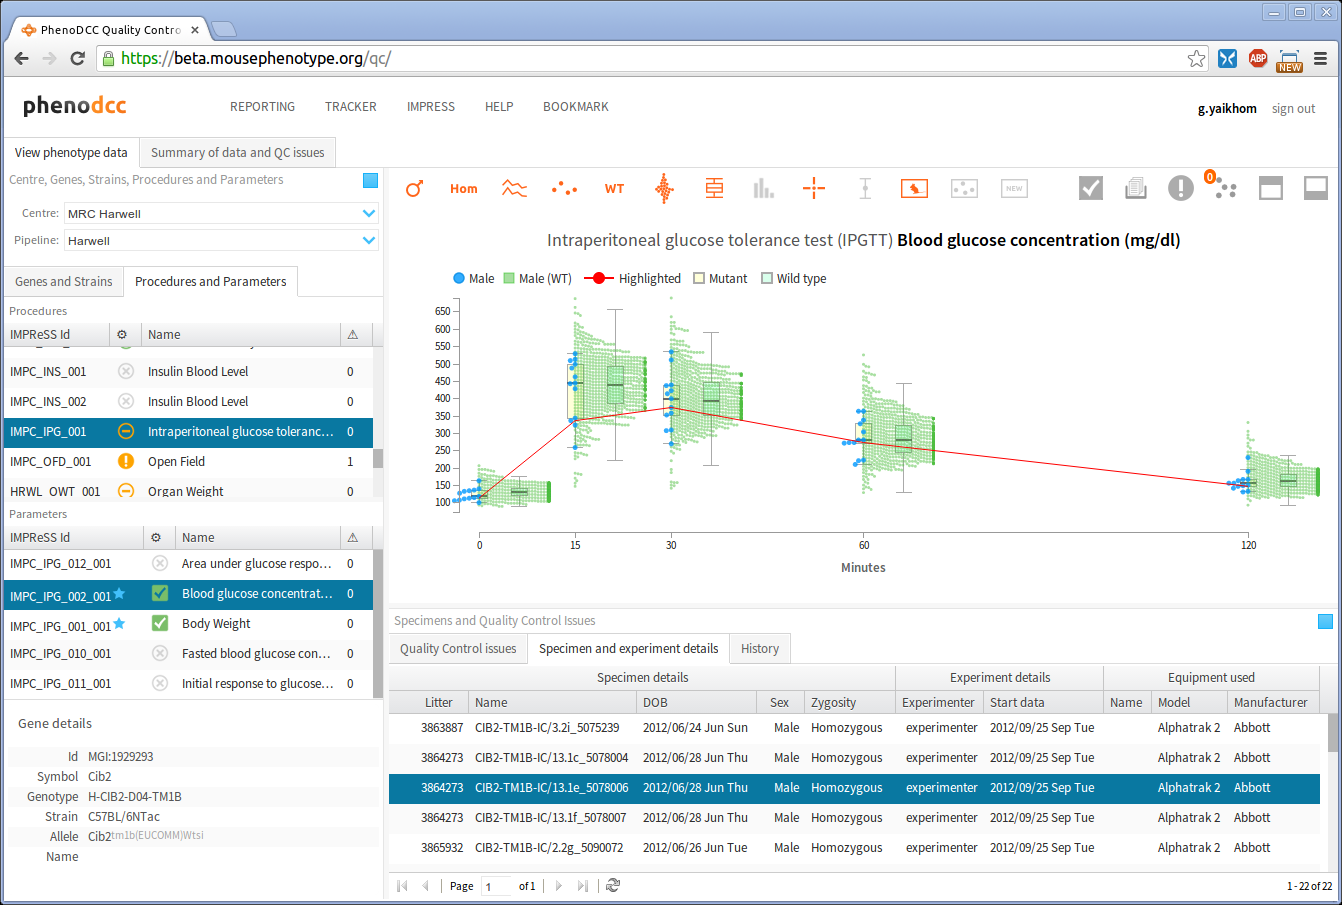 PhenoDCC Quality Contro
https://beta.mousephenotype.org/qc/
ABP
NEW
phenodcc
REPORTING TRACKER IMPRESS HELP BOOKMARK
g.yaikhom sign out
View phenotype data Summary of data and QC issues
Centre, Genes, Strains, Procedures and Parameters
Centre: MRC Harwell
Pipeline: Harwell
Genes and Strains Procedures and Parameters
Procedures
IMPReSS Id Name
IMPC_INS_001 Insulin Blood Level 0
IMPC_INS_002 Insulin Blood Level 0
IMPC_IPG_001 Intraperitoneal glucose toleranc... 0
IMPC_OFD_001 Open Field 1
HRWL_OWT_001 Organ Weight 0
Parameters
IMPReSS Id Name
IMPC_IPG_012_001 Area under glucose respo... 0
IMPC_IPG_002_001 Blood glucose concentrat... 0
IMPC_IPG_001_001 Body Weight 0
IMPC_IPG_010_001 Fasted blood glucose con... 0
IMPC_IPG_011_001 Initial response to glucose... 0
Gene details
Id MGI:1929293
Symbol Cib2
Genotype H-CIB2-D04-TM1B
Strain C57BL/6NTac
Allele Cib2tm1b(EUCOMM)Wtsi
Name
Hom WT NEW 0
Intraperitoneal glucose tolerance test (IPGTT) Blood glucose concentration (mg/dl)
Male Male (WT) Highlighted Mutant Wild type
650
600
550
500
450
400
350
300
250
200
150
100
0 15 30 60 120
Minutes
Specimens and Quality Control Issues
Quality Control issues Specimen and experiment details History
Specimen details Experiment details Equipment used
Litter Name DOB Sex Zygosity Experimenter Start data Name Model Manufacturer
3863887 CIB2-TM1B-IC/3.2i_5075239 2012/06/24 Jun Sun Male Homozygous experimenter 2012/09/25 Sep Tue Alphatrak 2 Abbott
3864273 CIB2-TM1B-IC/13.1c_5078004 2012/06/28 Jun Thu Male Homozygous experimenter 2012/09/25 Sep Tue Alphatrak 2 Abbott
3864273 CIB2-TM1B-IC/13.1e_5078006 2012/06/28 Jun Thu Male Homozygous experimenter 2012/09/25 Sep Tue Alphatrak 2 Abbott
3864273 CIB2-TM1B-IC/13.1f_5078007 2012/06/28 Jun Thu Male Homozygous experimenter 2012/09/25 Sep Tue Alphatrak 2 Abbott
3865932 CIB2-TM1B-IC/2.2g_5090072 2012/06/26 Jun Tue Male Homozygous experimenter 2012/09/25 Sep Tue Alphatrak 2 Abbott
Page 1 of 1
1 - 22 of 22